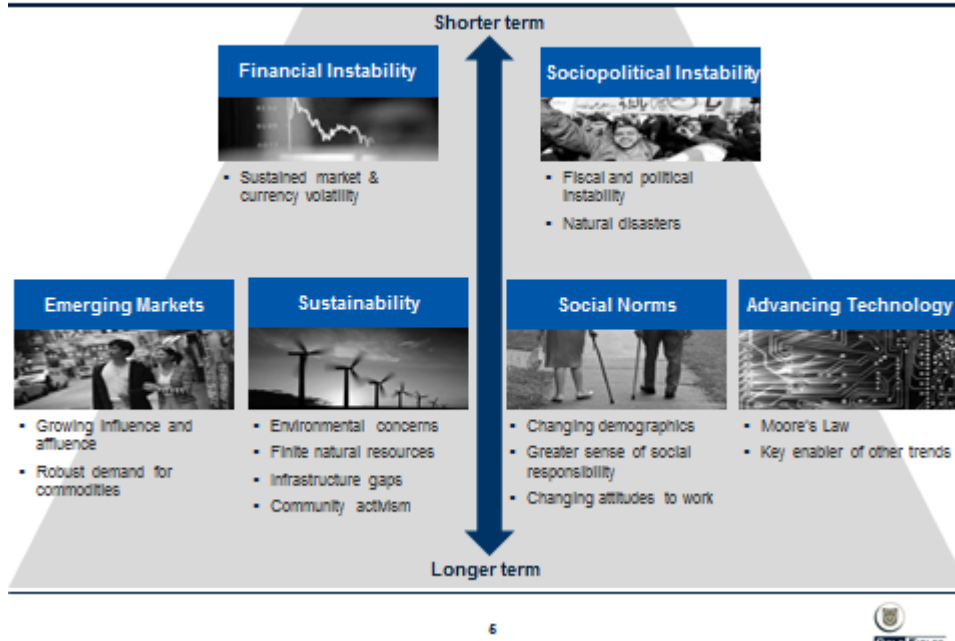 Shorter term
Financial Instability
Sociopolitical Instability
▪ Sustained market &
currency volatility
▪ Fiscal and political
instability
▪ Natural disasters
Emerging Markets
Sustainability
Social Norms
Advancing Technology
▪ Growing influence and
affluence
▪ Robust demand for
commodities
▪ Environmental concerns
▪ Finite natural resources
▪ Infrastructure gaps
▪ Community activism
▪ Changing demographics
▪ Greater sense of social
responsibility
▪ Changing attitudes to work
▪ Moore's Law
▪ Key enabler of other trends
Longer term
5